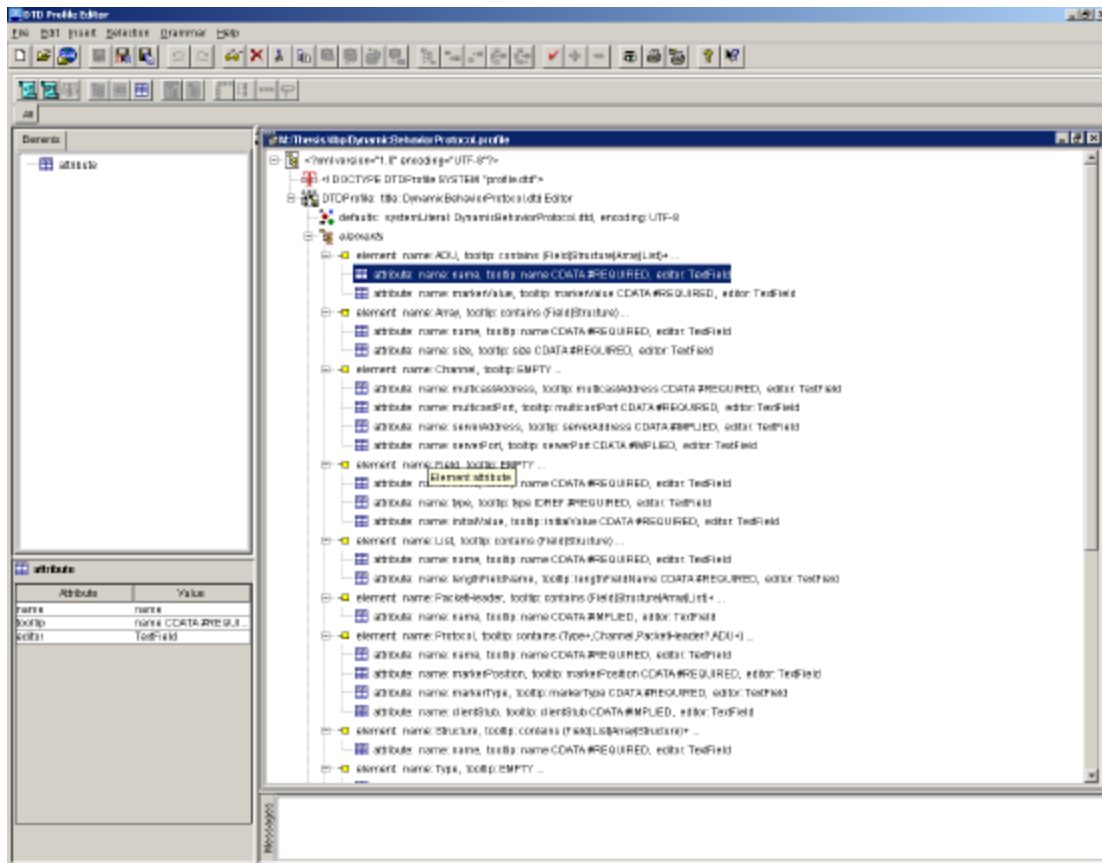 DTD Profile Editor
File Edit Insert Selection Grammar Help
All
Elements
attribute
M:\Thesis\dbp\DynamicBehaviorProtocol.profile
<?xml version="1.0" encoding="UTF-8"?>
<!DOCTYPE DTDProfile SYSTEM "profile.dtd">
DTDProfile: title: DynamicBehaviorProtocol.dtd Editor
defaults: systemLiteral: DynamicBehaviorProtocol.dtd, encoding: UTF-8
elements
element: name: ADU, tooltip: contains (Field|Structure|Array|List)+ ...
attribute: name: name, tooltip: name CDATA #REQUIRED, editor: TextField
attribute: name: markerValue, tooltip: markerValue CDATA #REQUIRED, editor: TextField
element: name: Array, tooltip: contains (Field|Structure) ...
attribute: name: name, tooltip: name CDATA #REQUIRED, editor: TextField
attribute: name: size, tooltip: size CDATA #REQUIRED, editor: TextField
element: name: Channel, tooltip: EMPTY ...
attribute: name: multicastAddress, tooltip: multicastAddress CDATA #REQUIRED, editor: TextField
attribute: name: multicastPort, tooltip: multicastPort CDATA #REQUIRED, editor: TextField
attribute: name: serverAddress, tooltip: serverAddress CDATA #IMPLIED, editor: TextField
attribute: name: serverPort, tooltip: serverPort CDATA #IMPLIED, editor: TextField
element: name: Field, tooltip: EMPTY ...
Element attribute
attribute: name CDATA #REQUIRED, editor: TextField
attribute: name: type, tooltip: type IDREF #REQUIRED, editor: TextField
attribute: name: initialValue, tooltip: initialValue CDATA #REQUIRED, editor: TextField
element: name: List, tooltip: contains (Field|Structure) ...
attribute: name: name, tooltip: name CDATA #REQUIRED, editor: TextField
attribute: name: lengthFieldName, tooltip: lengthFieldName CDATA #REQUIRED, editor: TextField
element: name: PacketHeader, tooltip: contains (Field|Structure|Array|List)+ ...
attribute: name: name, tooltip: name CDATA #IMPLIED, editor: TextField
element: name: Protocol, tooltip: contains (Type+,Channel,PacketHeader?,ADU+) ...
attribute: name: name, tooltip: name CDATA #REQUIRED, editor: TextField
attribute: name: markerPosition, tooltip: markerPosition CDATA #REQUIRED, editor: TextField
attribute: name: markerType, tooltip: markerType CDATA #REQUIRED, editor: TextField
attribute: name: clientStub, tooltip: clientStub CDATA #IMPLIED, editor: TextField
element: name: Structure, tooltip: contains (Field|List|Array|Structure)+ ...
attribute: name: name, tooltip: name CDATA #REQUIRED, editor: TextField
element: name: Type, tooltip: EMPTY ...
attribute
Attribute Value
name name
tooltip name CDATA #REQUI...
editor TextField
Messages